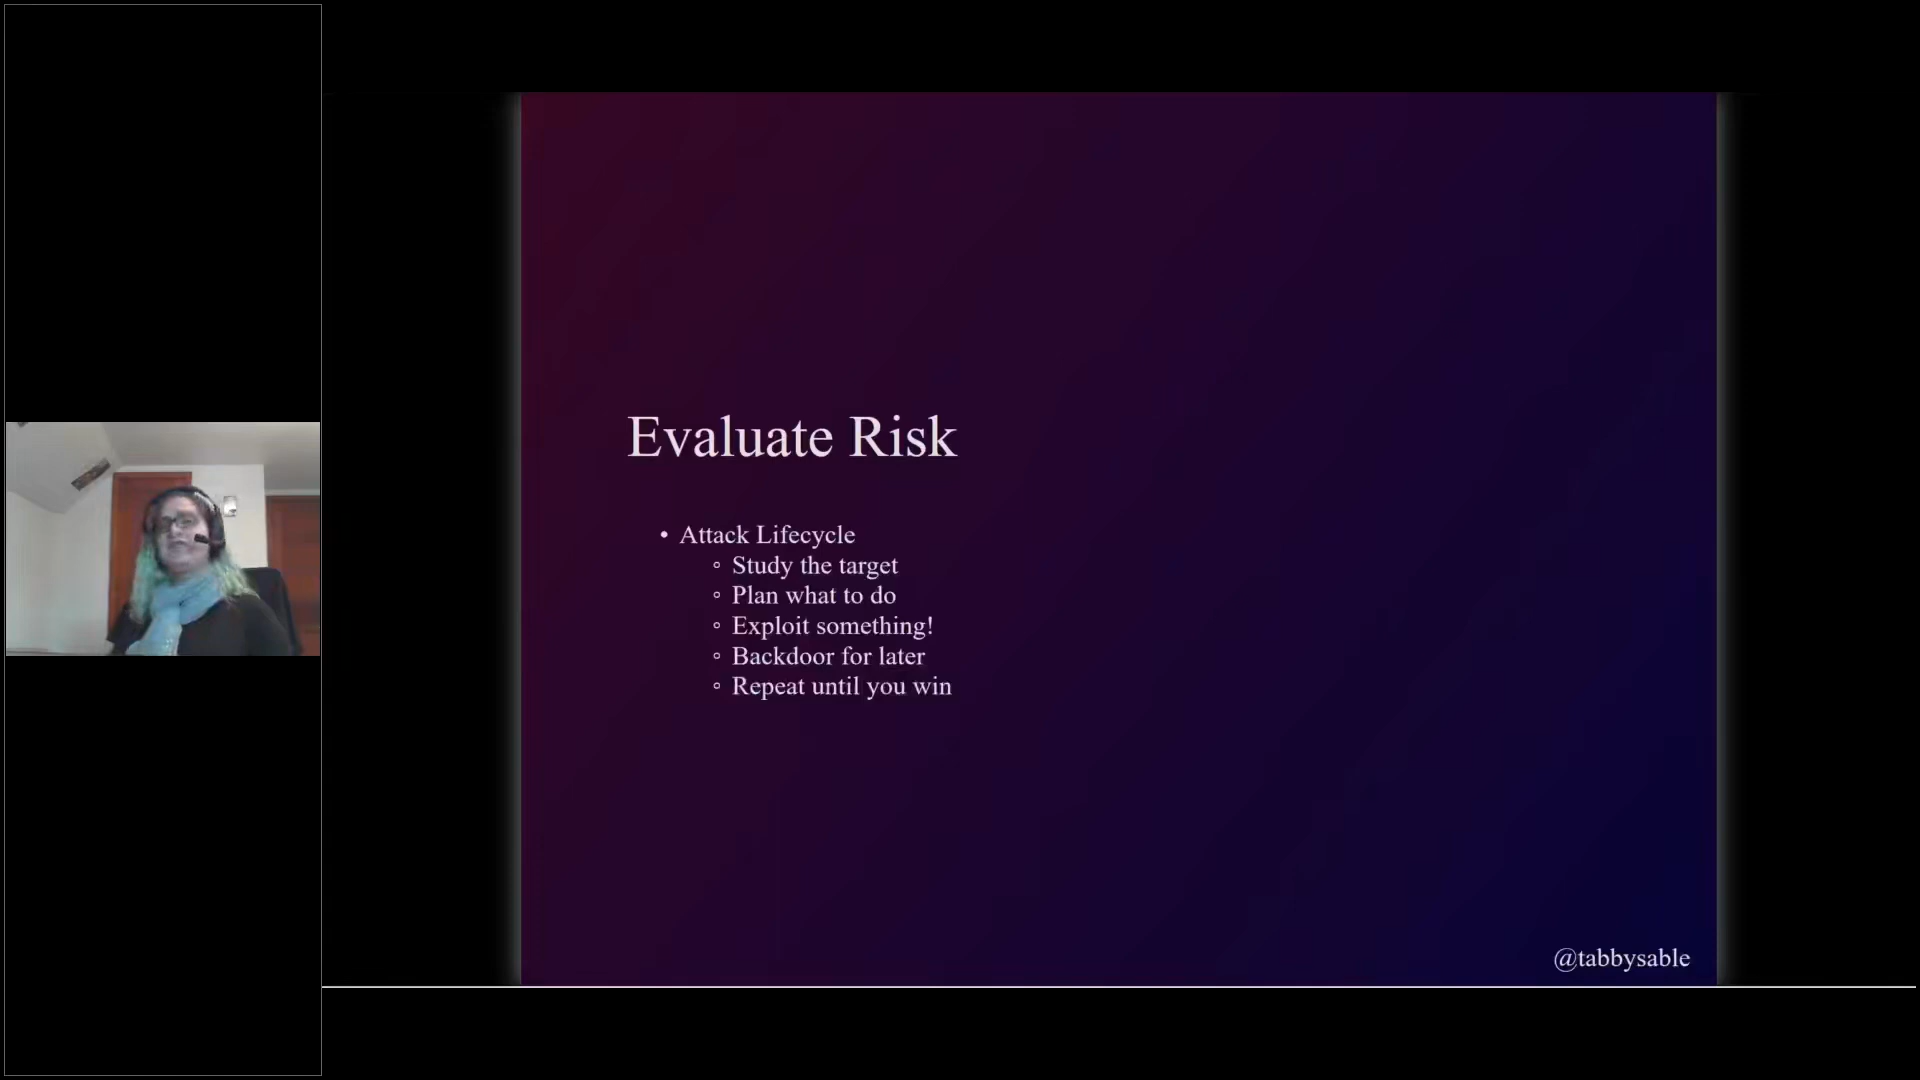 Evaluate Risk
• Attack Lifecycle
◦ Study the target
◦ Plan what to do
◦ Exploit something!
◦ Backdoor for later
◦ Repeat until you win
@tabbysable